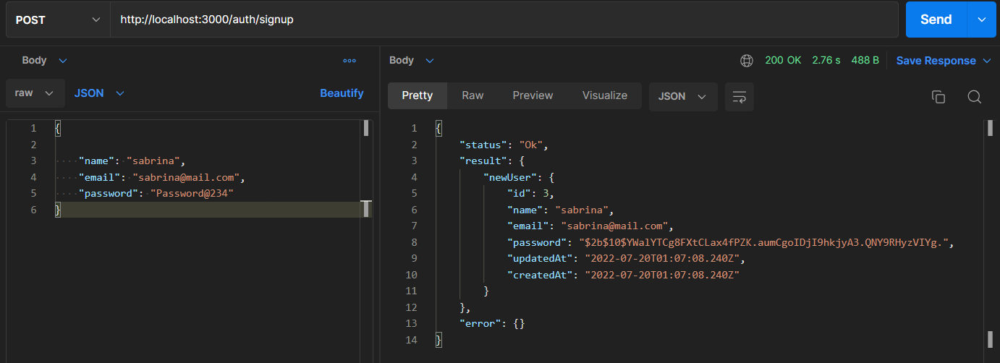 POST http://localhost:3000/auth/signup Send
Body Body 200 OK 2.76 s 488 B Save Response
raw JSON Beautify Pretty Raw Preview Visualize JSON
1 {
2
3 "name": "sabrina",
4 "email": "sabrina@mail.com",
5 "password": "Password@234"
6 }
1 {
2 "status": "Ok",
3 "result": {
4 "newUser": {
5 "id": 3,
6 "name": "sabrina",
7 "email": "sabrina@mail.com",
8 "password": "$2b$10$YWalYTCg8FXtCLax4fPZK.aumCgoIDjI9hkjyA3.QNY9RHyzVIYg.",
9 "updatedAt": "2022-07-20T01:07:08.240Z",
10 "createdAt": "2022-07-20T01:07:08.240Z"
11 }
12 },
13 "error": {}
14 }